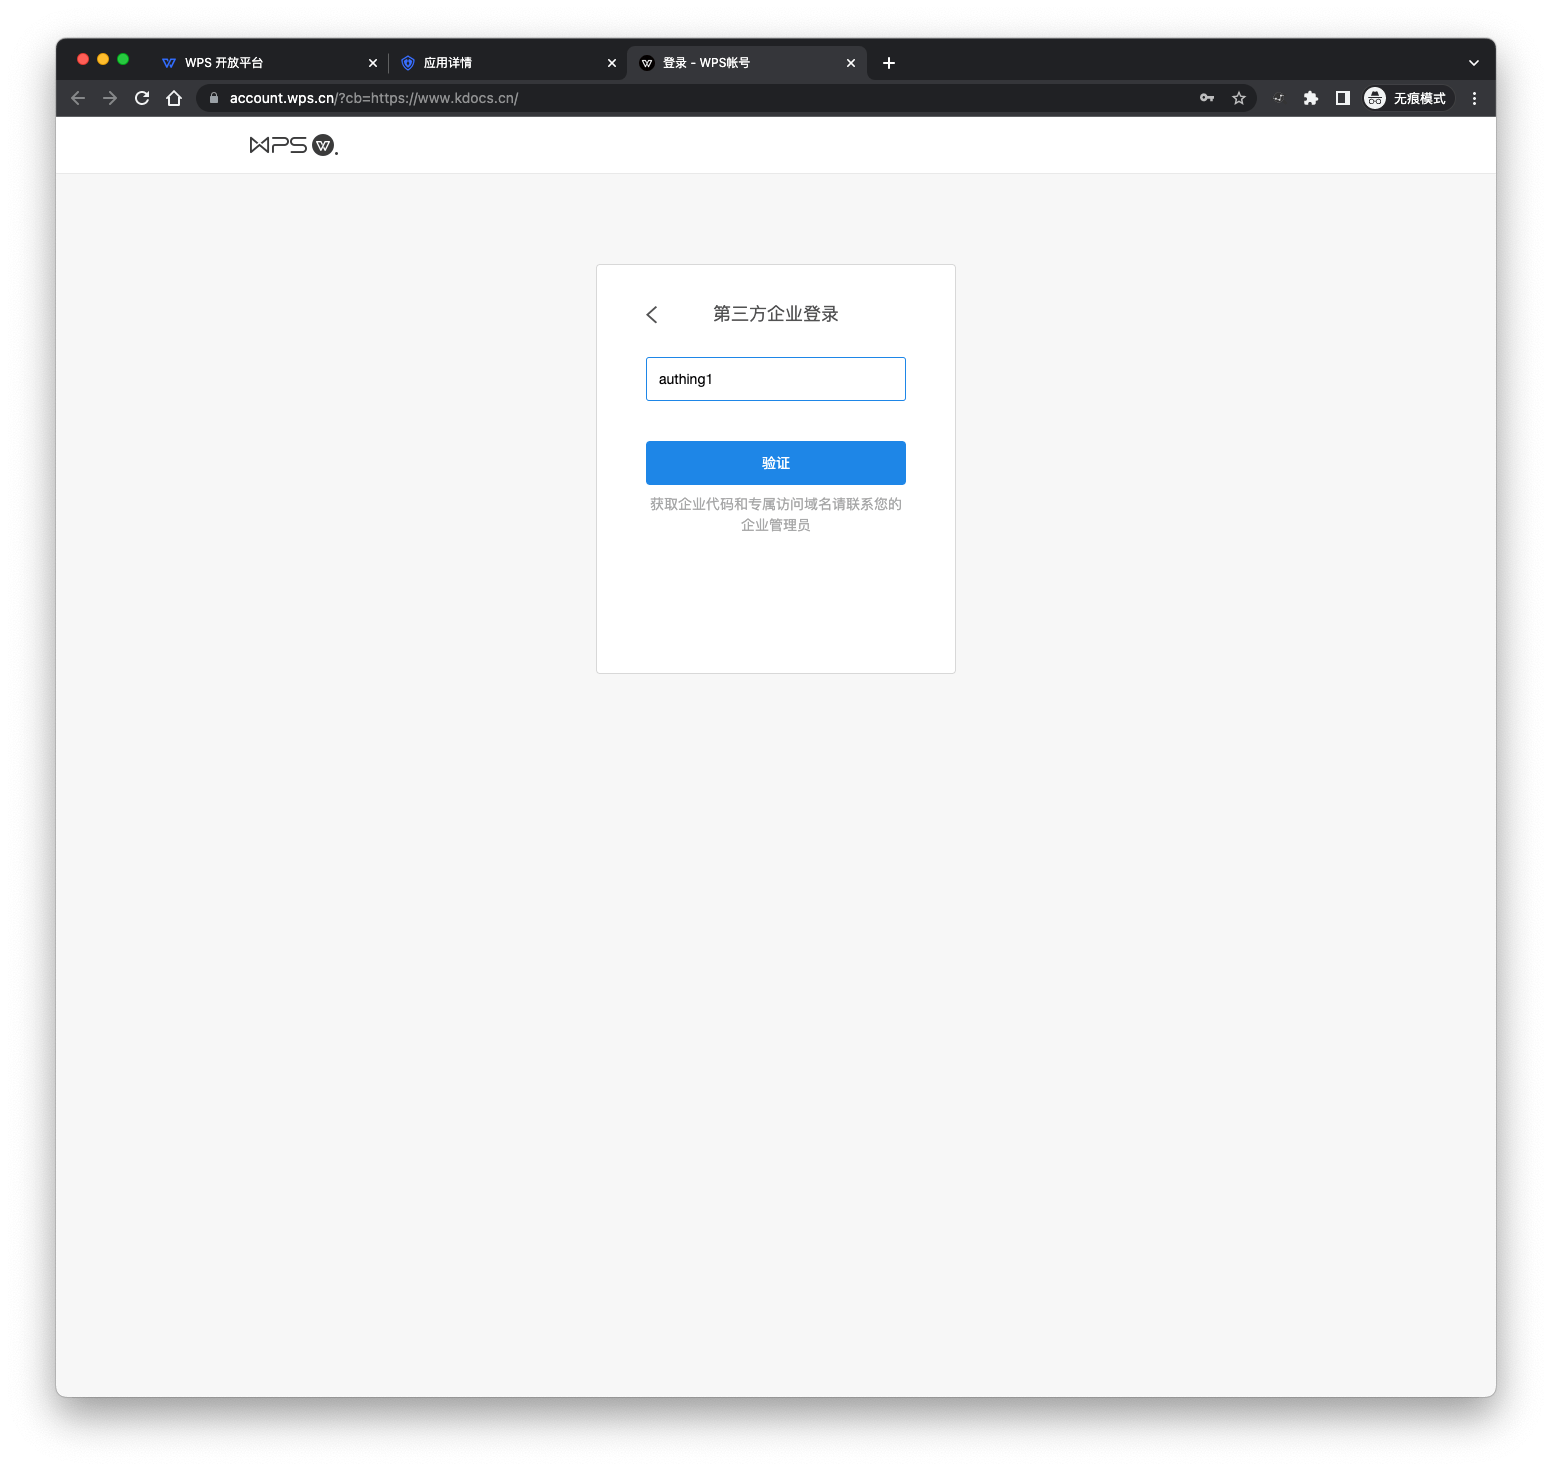 WPS 开放平台
应用详情
登录 - WPS帐号
account.wps.cn/?cb=https://www.kdocs.cn/
无痕模式
WPS
第三方企业登录
authing1
验证
获取企业代码和专属访问域名请联系您的
企业管理员